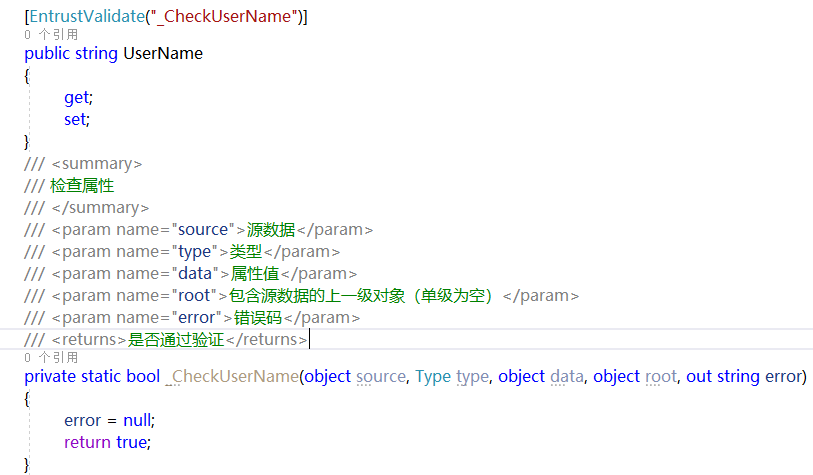 [EntrustValidate("_CheckUserName")]
0 个引用
public string UserName
{
get;
set;
}
/// <summary>
/// 检查属性
/// </summary>
/// <param name="source">源数据</param>
/// <param name="type">类型</param>
/// <param name="data">属性值</param>
/// <param name="root">包含源数据的上一级对象（单级为空）</param>
/// <param name="error">错误码</param>
/// <returns>是否通过验证</returns>
0 个引用
private static bool _CheckUserName(object source, Type type, object data, object root, out string error)
{
error = null;
return true;
}